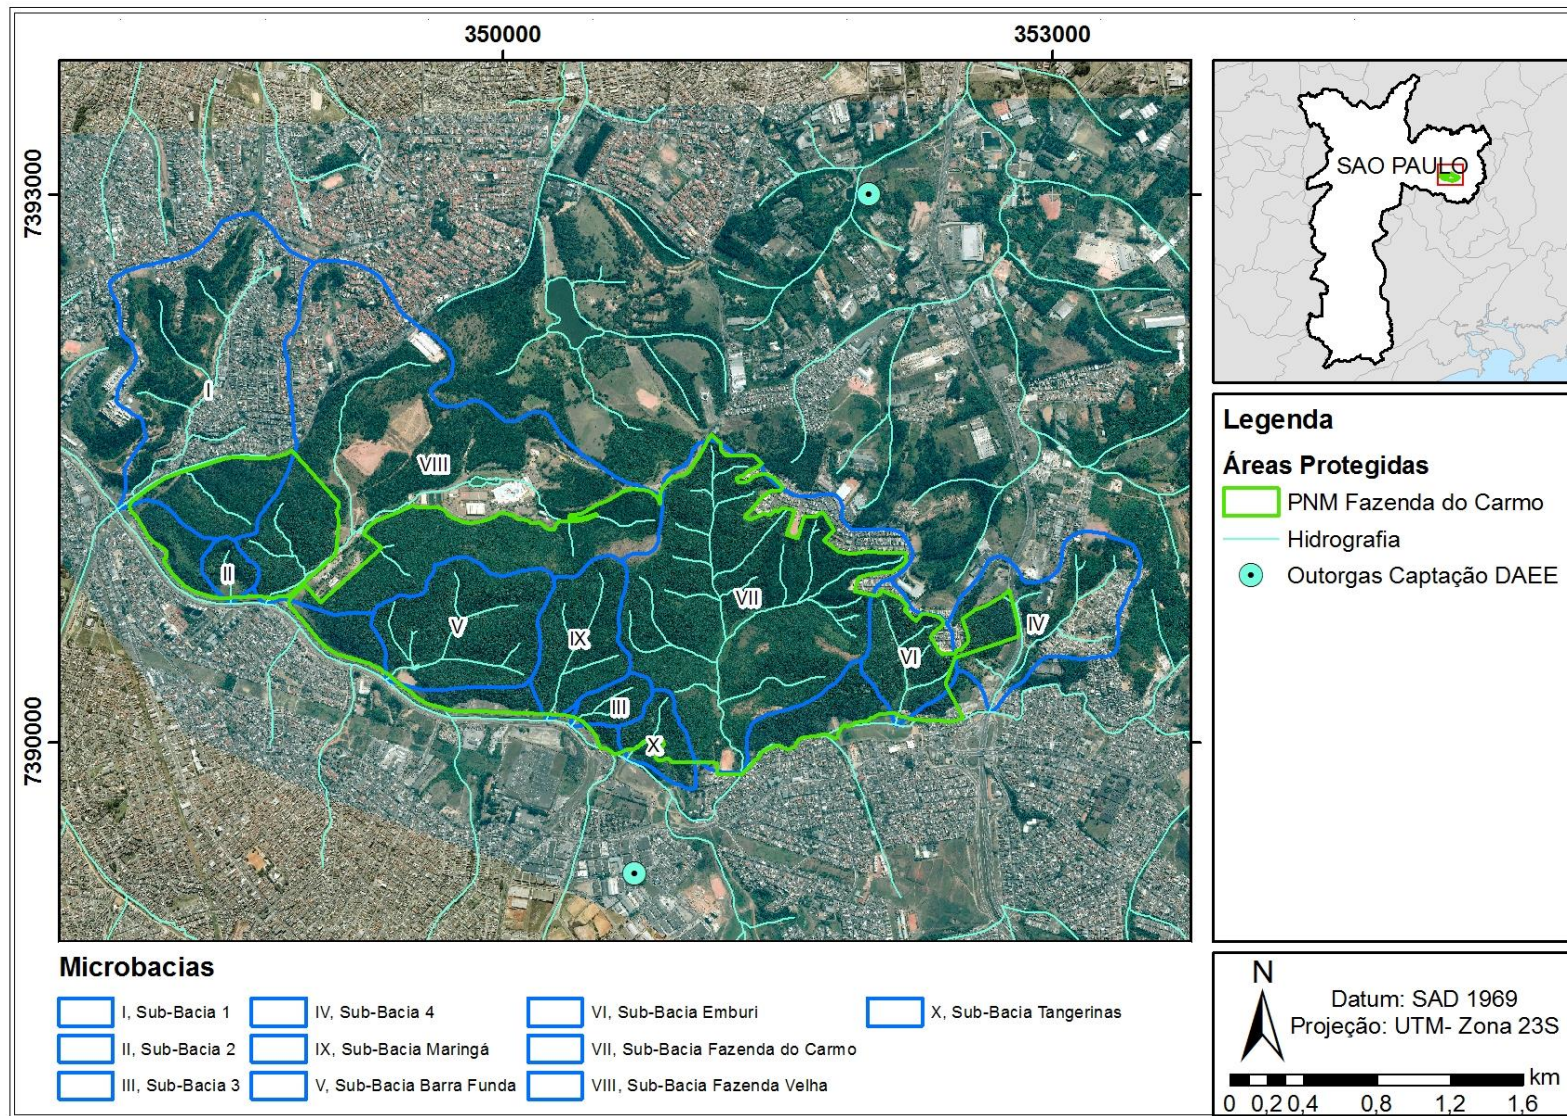 350000
353000
7393000
7390000
I
II
III
IV
V
VI
VII
VIII
IX
X
SAO PAULO
Legenda
Áreas Protegidas
PNM Fazenda do Carmo
Hidrografia
Outorgas Captação DAEE
Microbacias
I, Sub-Bacia 1
II, Sub-Bacia 2
III, Sub-Bacia 3
IV, Sub-Bacia 4
IX, Sub-Bacia Maringá
V, Sub-Bacia Barra Funda
VI, Sub-Bacia Emburi
VII, Sub-Bacia Fazenda do Carmo
VIII, Sub-Bacia Fazenda Velha
X, Sub-Bacia Tangerinas
N
Datum: SAD 1969
Projeção: UTM- Zona 23S
km
0 0,2 0,4 0,8 1,2 1,6